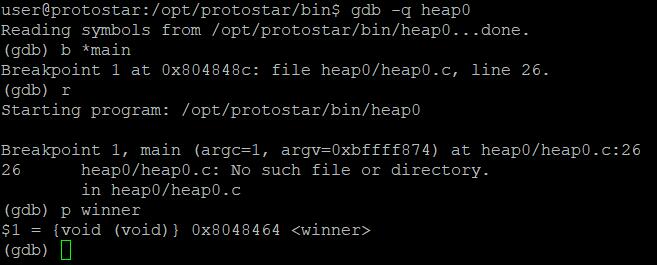 user@protostar:/opt/protostar/bin$ gdb -q heap0
Reading symbols from /opt/protostar/bin/heap0...done.
(gdb) b *main
Breakpoint 1 at 0x804848c: file heap0/heap0.c, line 26.
(gdb) r
Starting program: /opt/protostar/bin/heap0

Breakpoint 1, main (argc=1, argv=0xbffff874) at heap0/heap0.c:26
26      heap0/heap0.c: No such file or directory.
        in heap0/heap0.c
(gdb) p winner
$1 = {void (void)} 0x8048464 <winner>
(gdb)